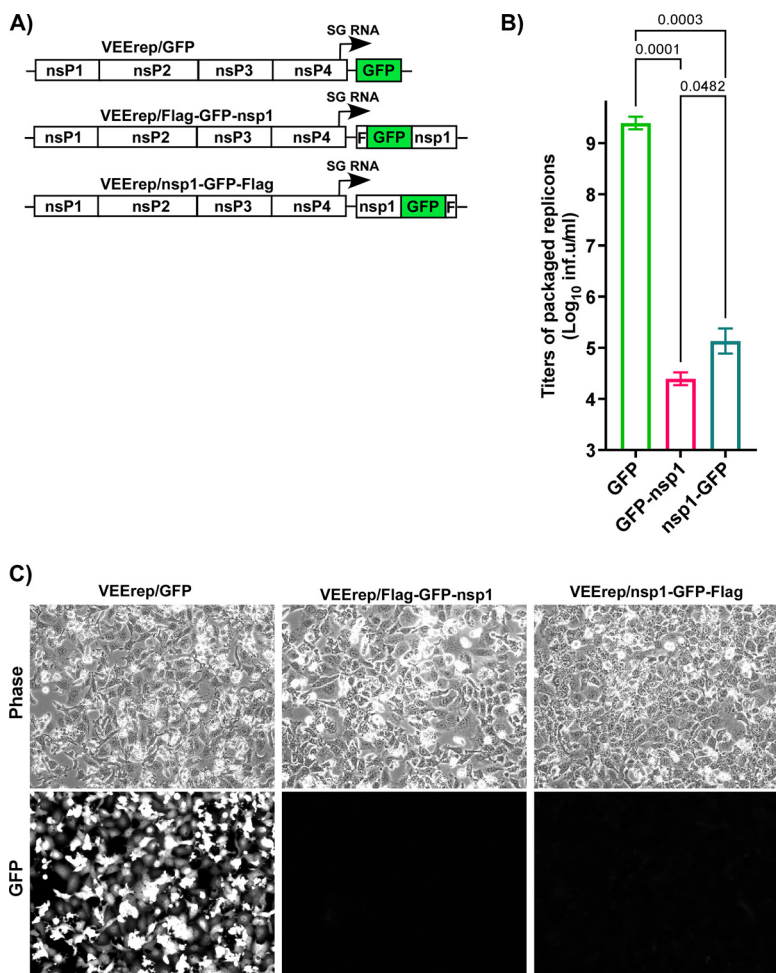 A)
VEErep/GFP
SG RNA
nsP1 nsP2 nsP3 nsP4 GFP
VEErep/Flag-GFP-nsp1
SG RNA
nsP1 nsP2 nsP3 nsP4 F GFP nsp1
VEErep/nsp1-GFP-Flag
SG RNA
nsP1 nsP2 nsP3 nsP4 nsp1 GFP F
B)
0.0003
0.0001
0.0482
Titers of packaged replicons
(Log10 inf.u/ml)
9
8
7
6
5
4
3
GFP
GFP-nsp1
nsp1-GFP
C)
VEErep/GFP VEErep/Flag-GFP-nsp1 VEErep/nsp1-GFP-Flag
Phase
GFP